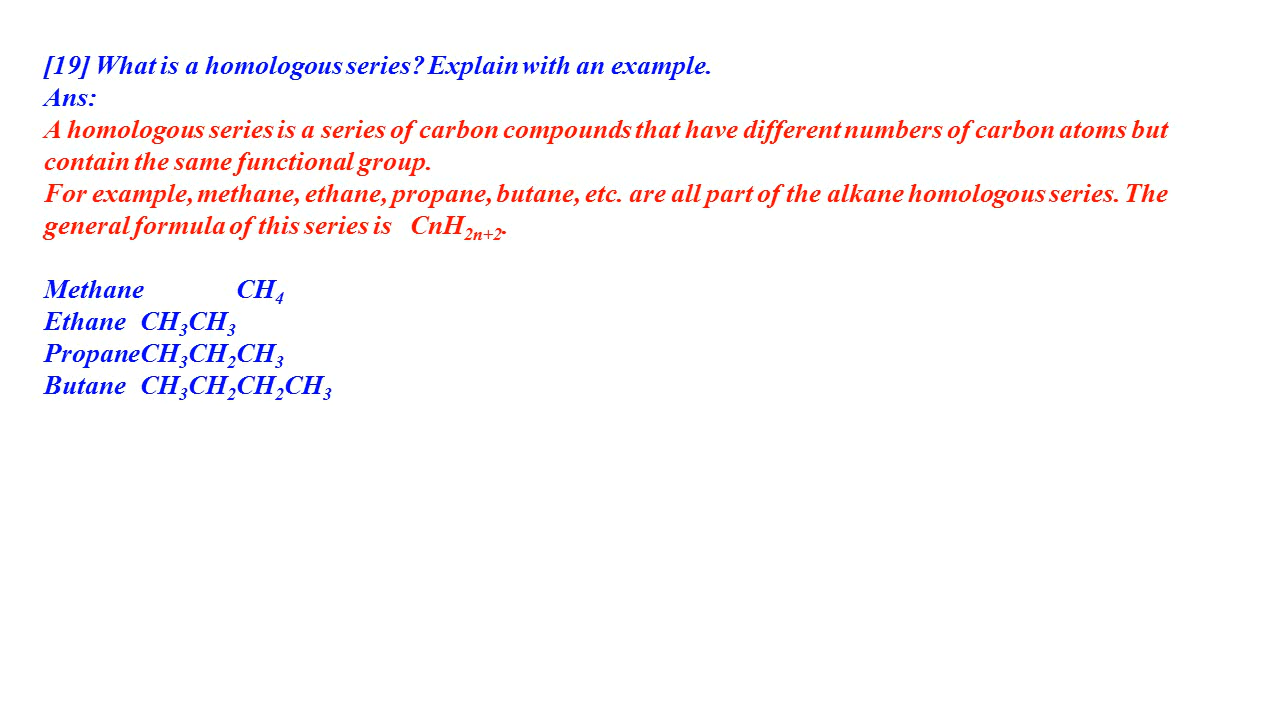 [19] What is a homologous series? Explain with an example.
Ans:
A homologous series is a series of carbon compounds that have different numbers of carbon atoms but
contain the same functional group.
For example, methane, ethane, propane, butane, etc. are all part of the alkane homologous series. The
general formula of this series is CnH₂ₙ₊₂.
Methane CH₄
Ethane CH₃CH₃
PropaneCH₃CH₂CH₃
Butane CH₃CH₂CH₂CH₃